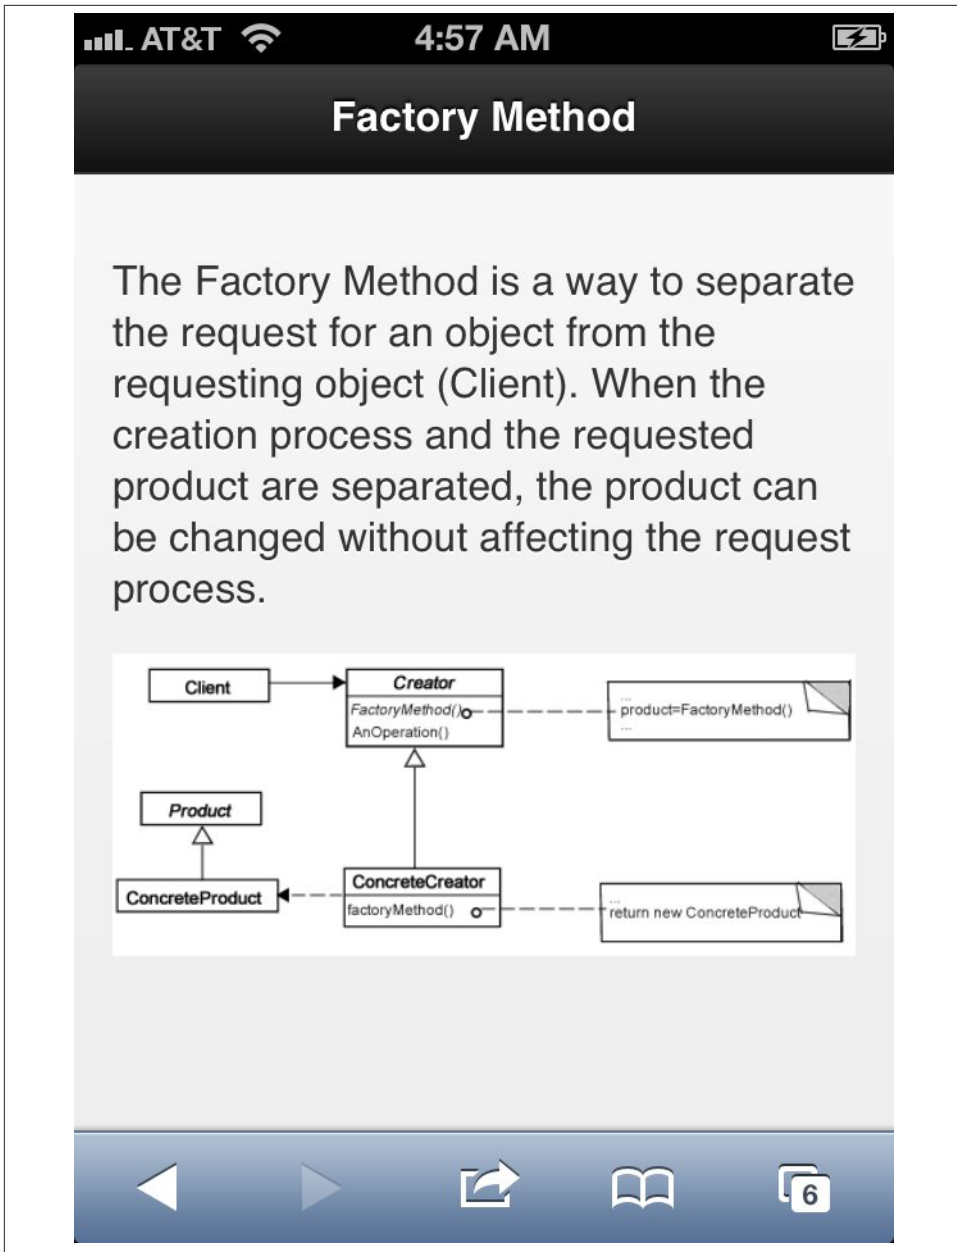 AT&T 4:57 AM
Factory Method
The Factory Method is a way to separate
the request for an object from the
requesting object (Client). When the
creation process and the requested
product are separated, the product can
be changed without affecting the request
process.
Client
Creator
FactoryMethod()
AnOperation()
...
product=FactoryMethod()
...
Product
ConcreteProduct
ConcreteCreator
factoryMethod()
...
return new ConcreteProduct
6